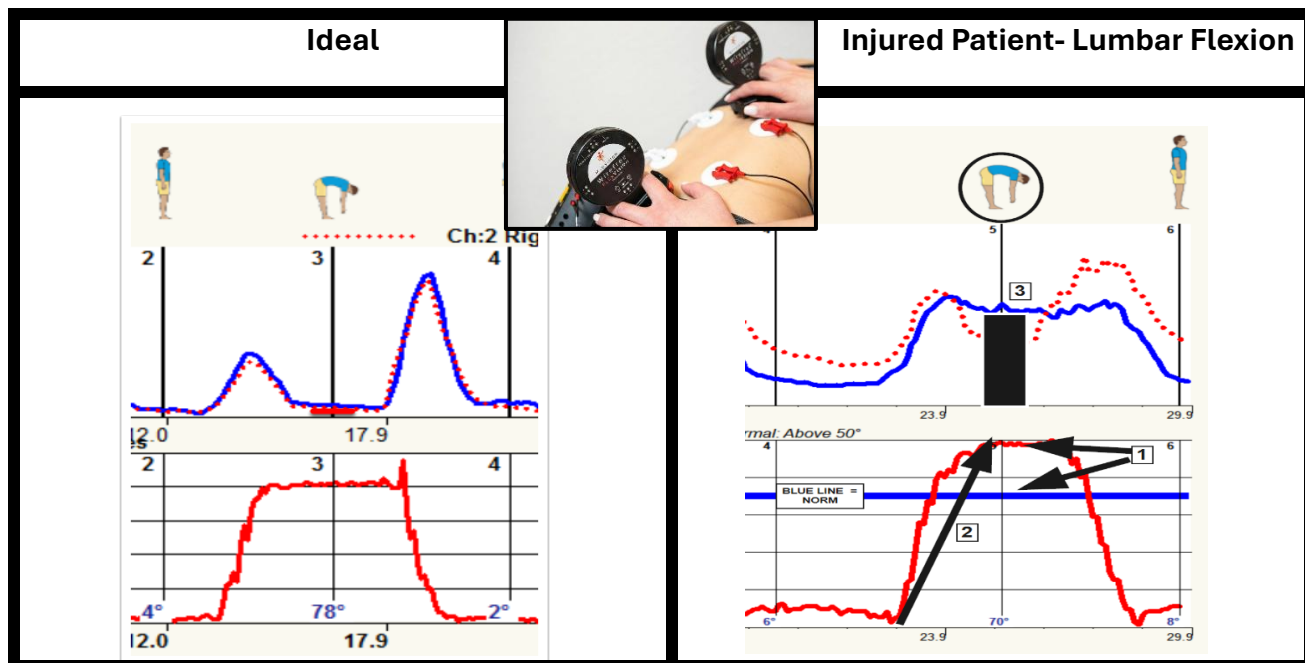 Ideal
Injured Patient- Lumbar Flexion
Ch:2 Rig
2 3 4
12.0 17.9
2 3 4
4° 78° 2°
12.0 17.9
5 6
3
23.9 29.9
rmal: Above 50°
4 6
1
BLUE LINE =
NORM
2
6° 70° 8°
23.9 29.9